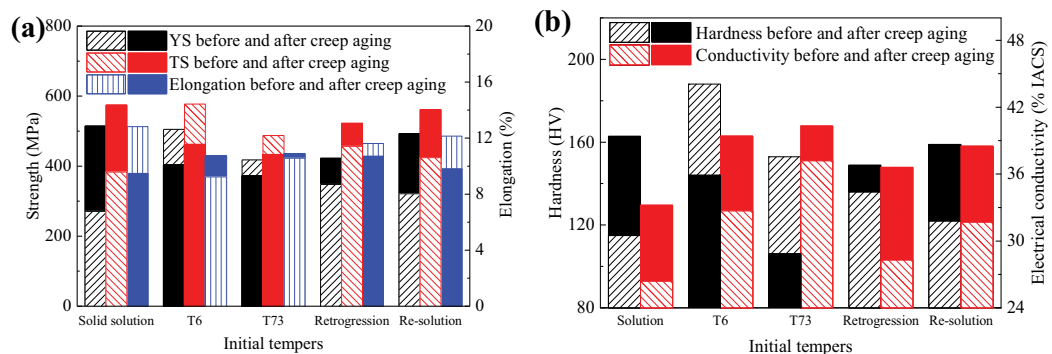 (a)
800
600
400
200
0
Strength (MPa)
YS before and after creep aging
TS before and after creep aging
Elongation before and after creep aging
20
16
12
8
4
0
Elongation (%)
Solid solution T6 T73 Retrogression Re-solution
Initial tempers
(b)
200
160
120
80
Hardness (HV)
Hardness before and after creep aging
Conductivity before and after creep aging
48
42
36
30
24
Electrical conductivity (% IACS)
Solution T6 T73 Retrogression Re-solution
Initial tempers